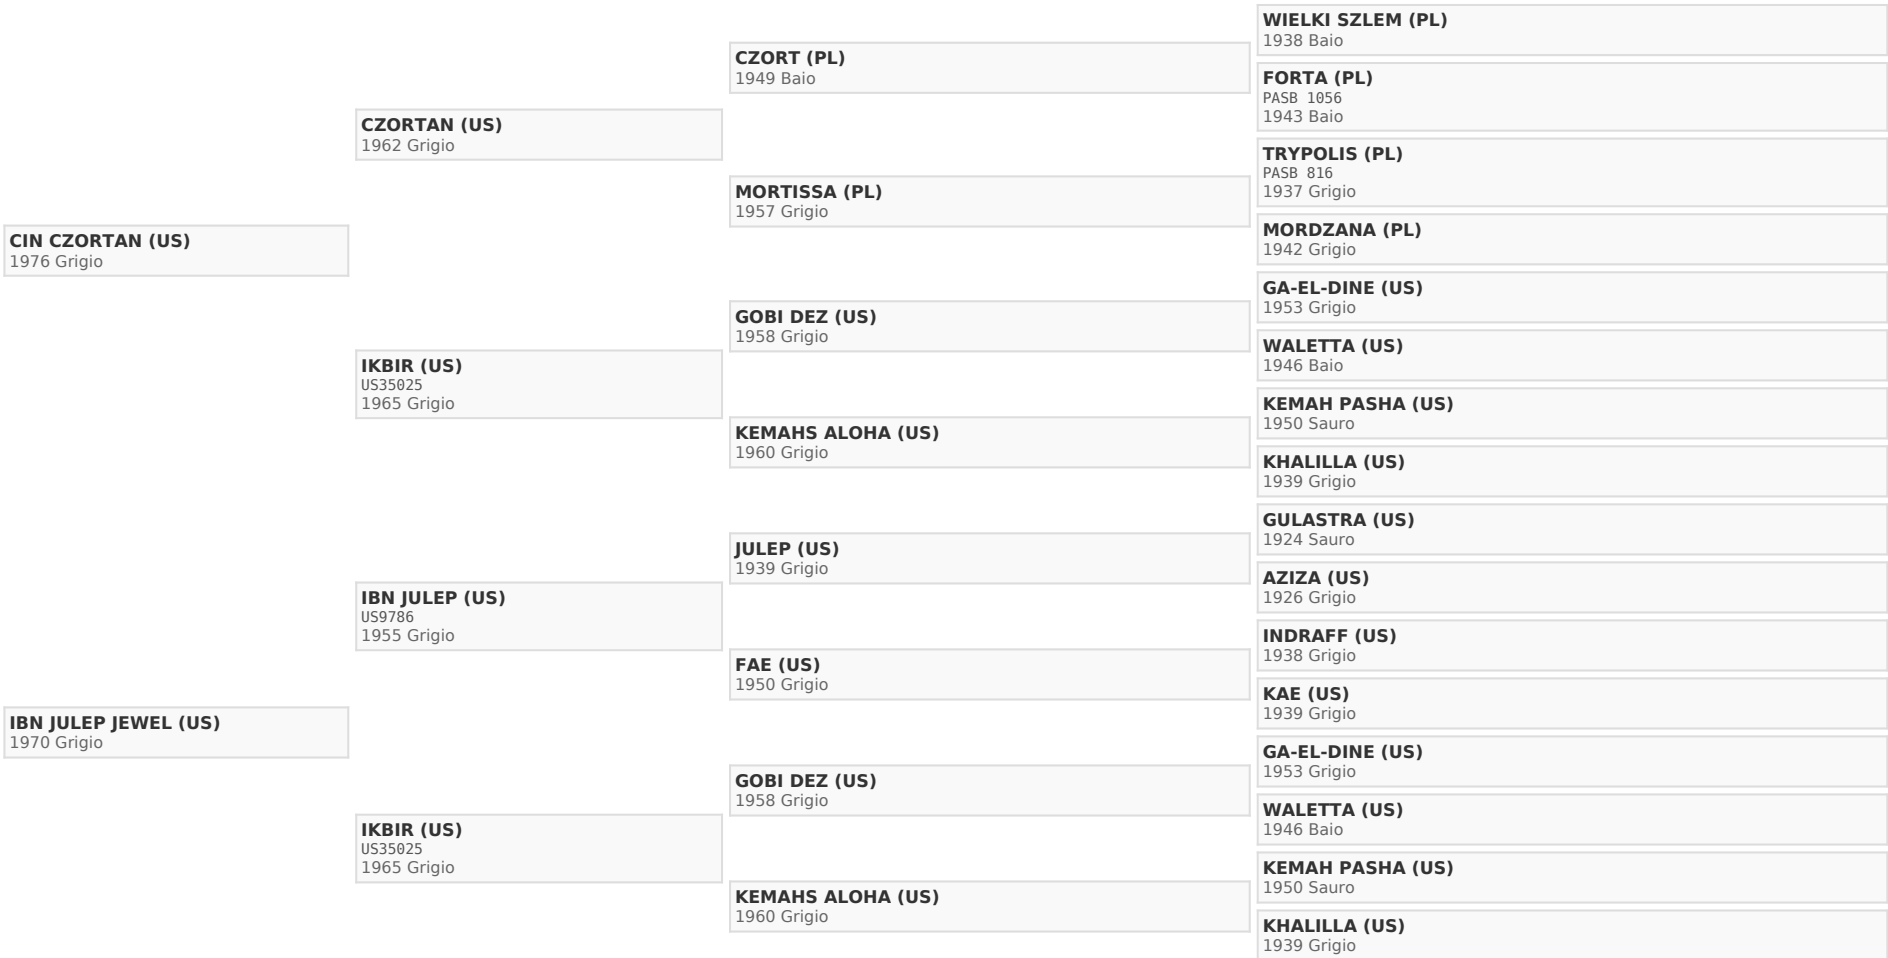 CIN CZORTAN (US)
1976 Grigio
IBN JULEP JEWEL (US)
1970 Grigio
CZORTAN (US)
1962 Grigio
IKBIR (US)
US35025
1965 Grigio
IBN JULEP (US)
US9786
1955 Grigio
IKBIR (US)
US35025
1965 Grigio
CZORT (PL)
1949 Baio
MORTISSA (PL)
1957 Grigio
GOBI DEZ (US)
1958 Grigio
KEMAHS ALOHA (US)
1960 Grigio
JULEP (US)
1939 Grigio
FAE (US)
1950 Grigio
GOBI DEZ (US)
1958 Grigio
KEMAHS ALOHA (US)
1960 Grigio
WIELKI SZLEM (PL)
1938 Baio
FORTA (PL)
PASB 1056
1943 Baio
TRYPOLIS (PL)
PASB 816
1937 Grigio
MORDZANA (PL)
1942 Grigio
GA-EL-DINE (US)
1953 Grigio
WALETTA (US)
1946 Baio
KEMAH PASHA (US)
1950 Sauro
KHALILLA (US)
1939 Grigio
GULASTRA (US)
1924 Sauro
AZIZA (US)
1926 Grigio
INDRAFF (US)
1938 Grigio
KAE (US)
1939 Grigio
GA-EL-DINE (US)
1953 Grigio
WALETTA (US)
1946 Baio
KEMAH PASHA (US)
1950 Sauro
KHALILLA (US)
1939 Grigio